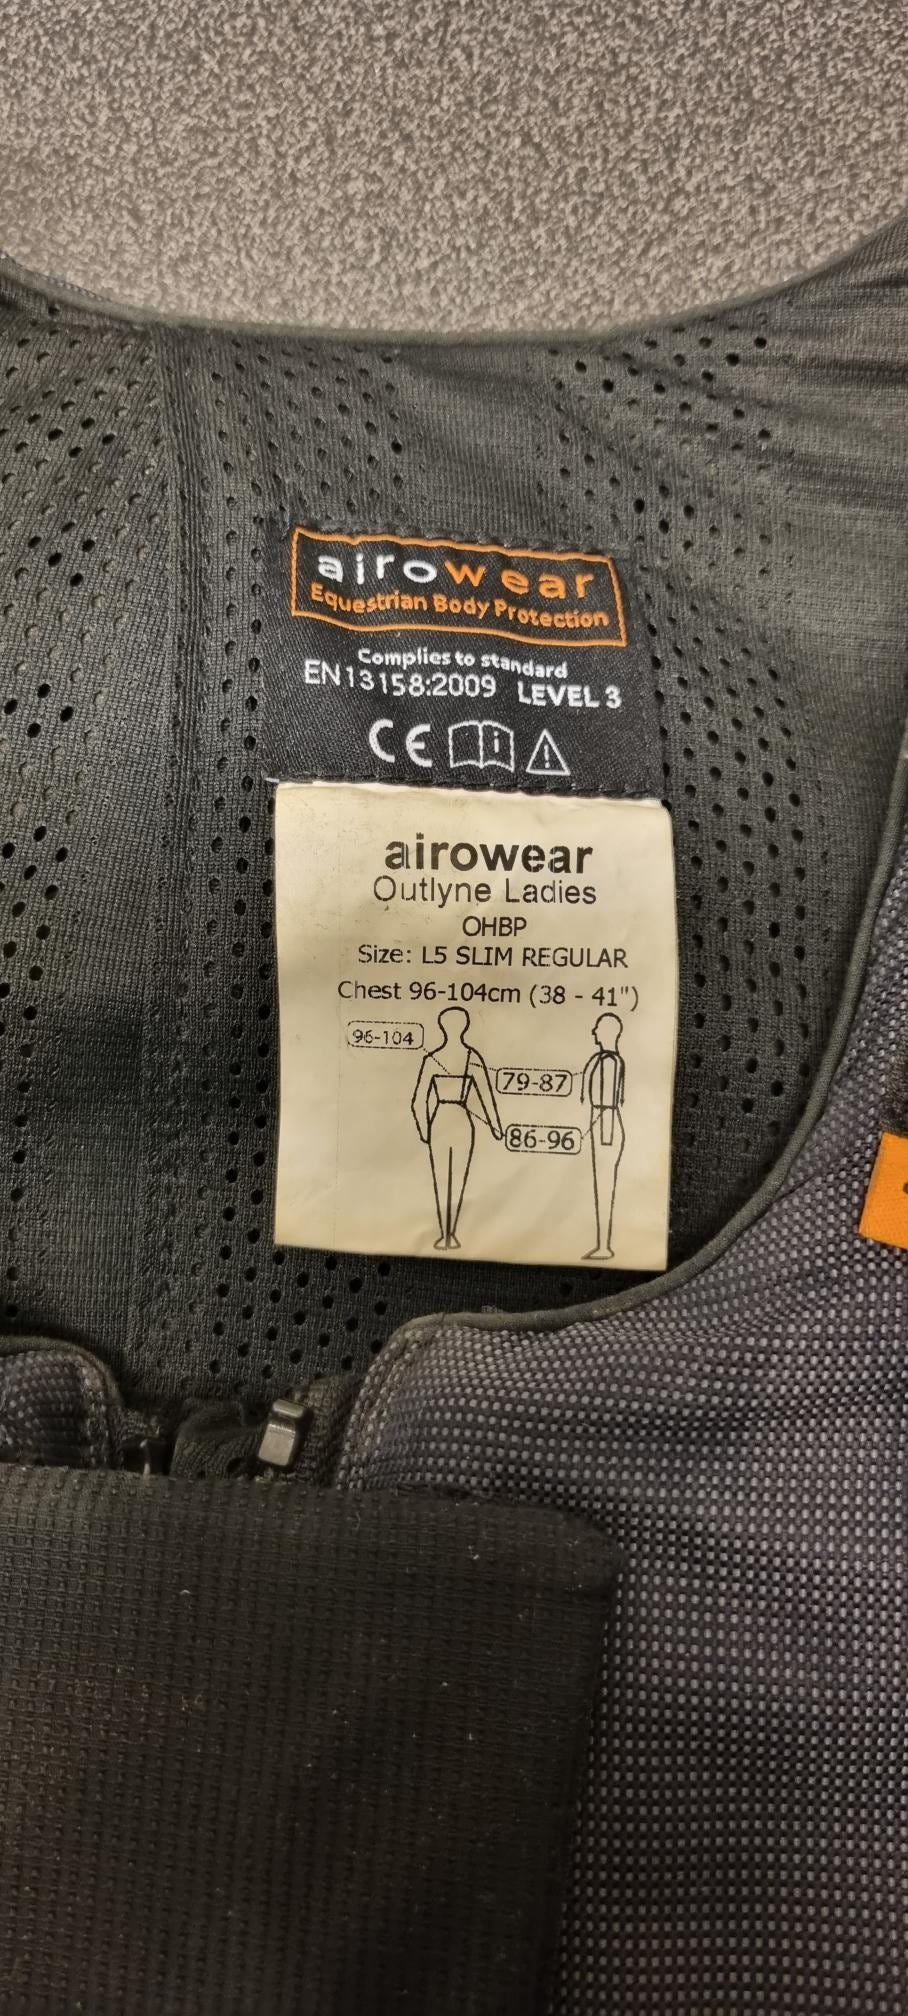 airowear
Equestrian Body Protection
Complies to standard
EN13158:2009 LEVEL 3
CE i
airowear
Outlyne Ladies
OHBP
Size: L5 SLIM REGULAR
Chest 96-104cm (38 - 41")
96-104
79-87
86-96